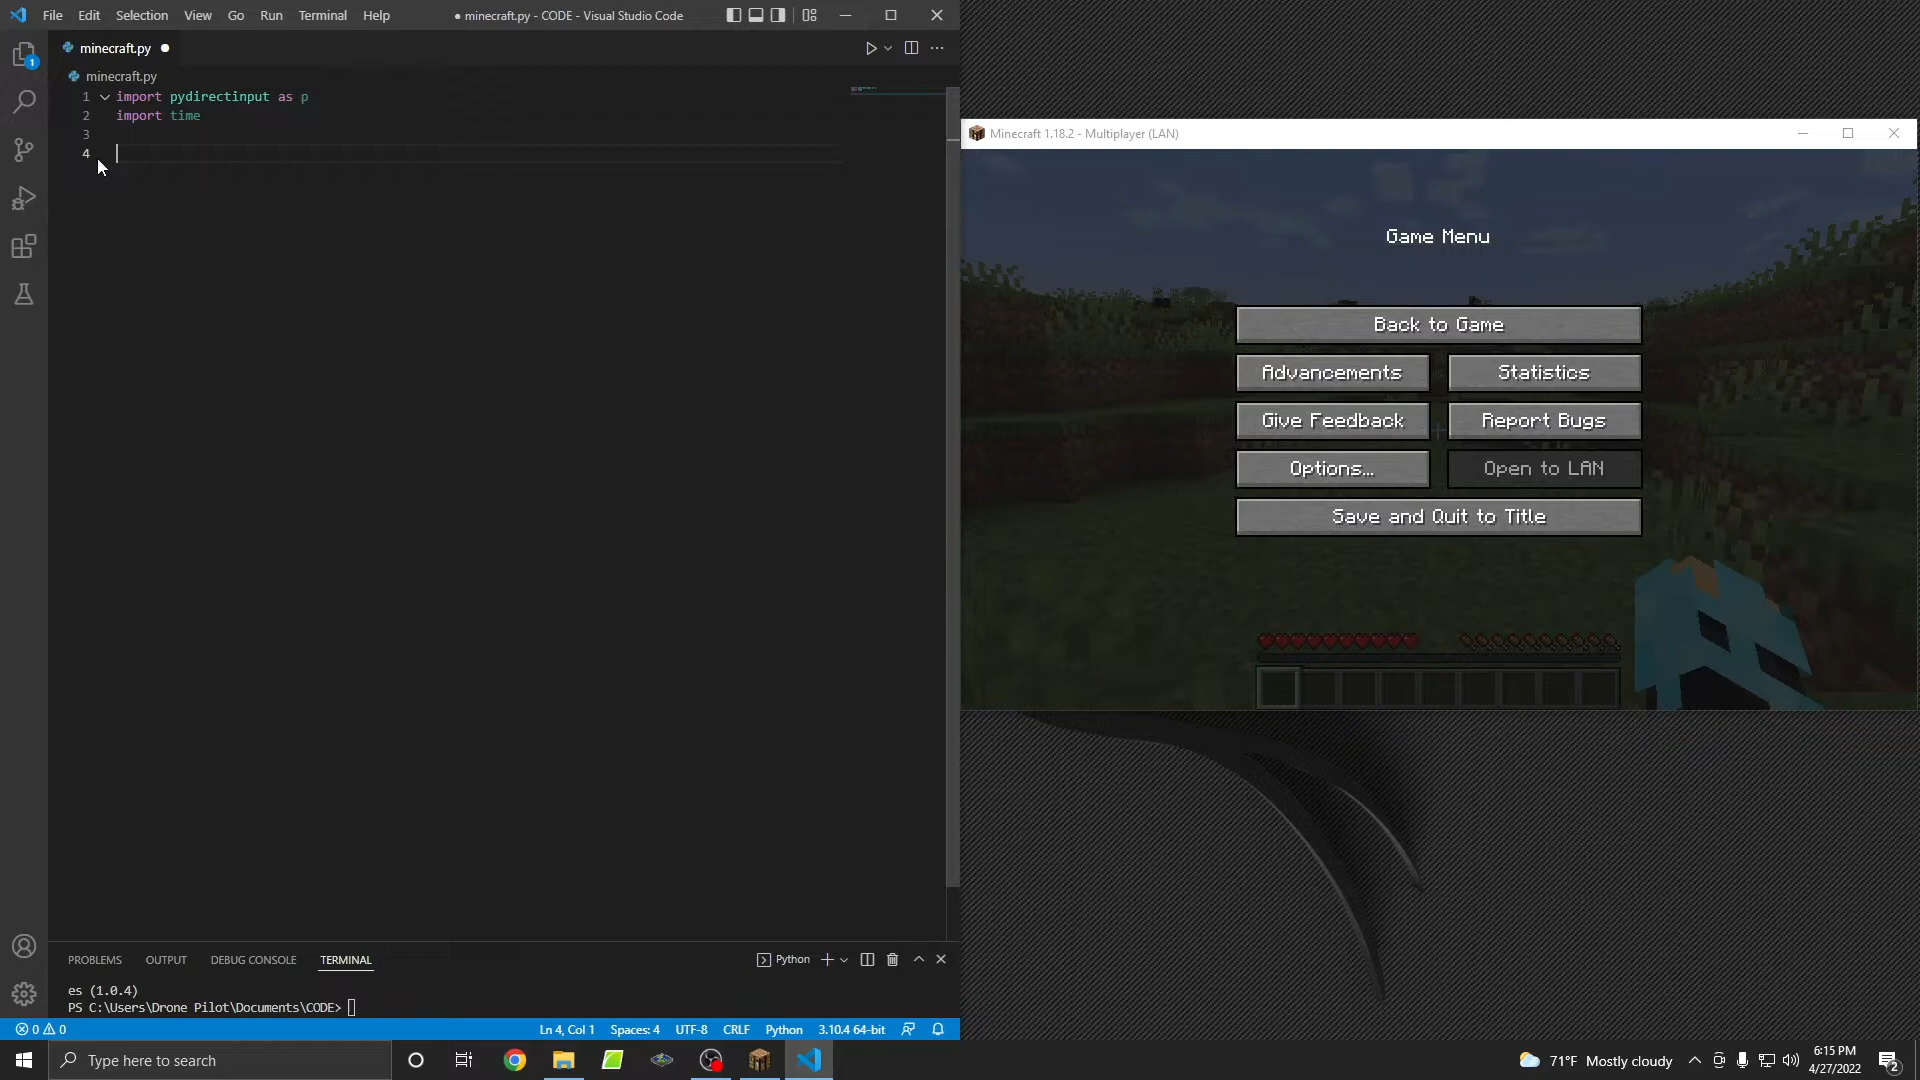 File Edit Selection View Go Run Terminal Help
● minecraft.py - CODE - Visual Studio Code
minecraft.py ●
minecraft.py
1 import pydirectinput as p
2 import time
3
4
PROBLEMS OUTPUT DEBUG CONSOLE TERMINAL
Python
es (1.0.4)
PS C:\Users\Drone Pilot\Documents\CODE>
0 0
Ln 4, Col 1 Spaces: 4 UTF-8 CRLF Python 3.10.4 64-bit
1
Minecraft 1.18.2 - Multiplayer (LAN)
Game Menu
Back to Game
Advancements Statistics
Give Feedback Report Bugs
Options... Open to LAN
Save and Quit to Title
Type here to search
71°F Mostly cloudy
6:15 PM
4/27/2022
2